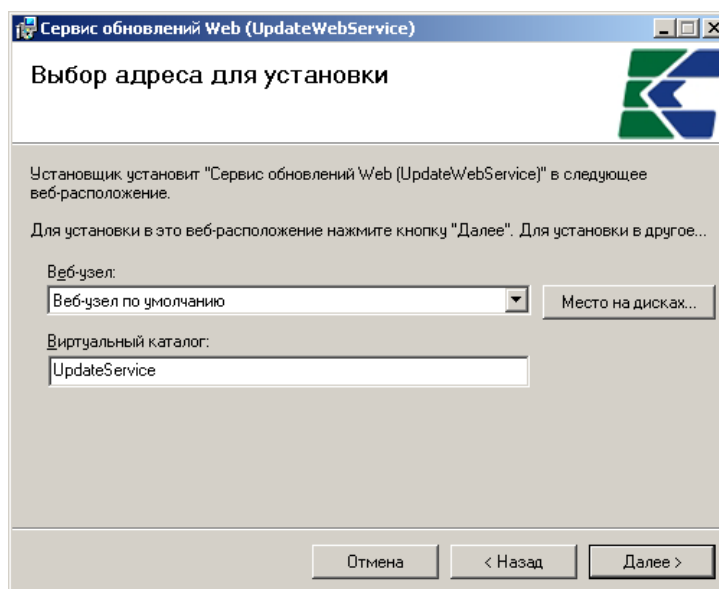 Сервис обновлений Web (UpdateWebService)
Выбор адреса для установки
Установщик установит "Сервис обновлений Web (UpdateWebService)" в следующее
веб-расположение.
Для установки в это веб-расположение нажмите кнопку "Далее". Для установки в другое...
Веб-узел:
Веб-узел по умолчанию
Место на дисках...
Виртуальный каталог:
UpdateService
Отмена
< Назад
Далее >